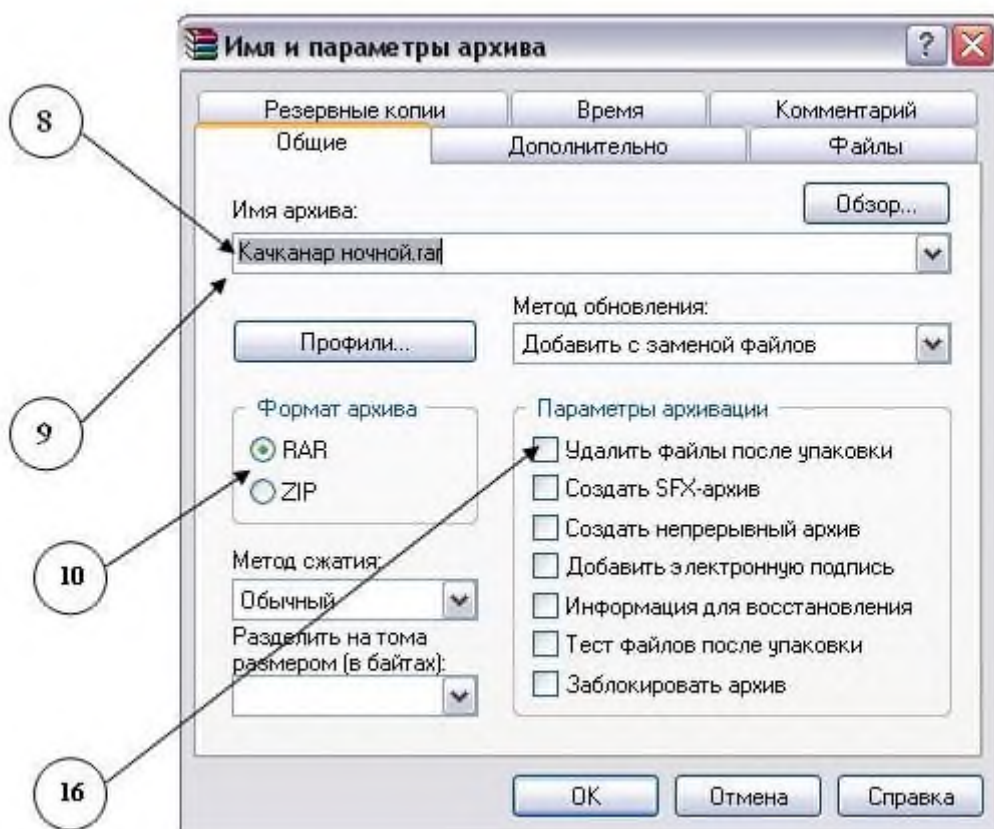 Имя и параметры архива
Резервные копии Время Комментарий
Общие Дополнительно Файлы
8
Имя архива:
Обзор...
Качканар ночной.rar
Метод обновления:
Профили...
Добавить с заменой файлов
9
Формат архива
Параметры архивации
RAR
Удалить файлы после упаковки
ZIP
Создать SFX-архив
Создать непрерывный архив
10
Метод сжатия:
Добавить электронную подпись
Обычный
Информация для восстановления
Разделить на тома
размером (в байтах):
Тест файлов после упаковки
Заблокировать архив
16
OK Отмена Справка